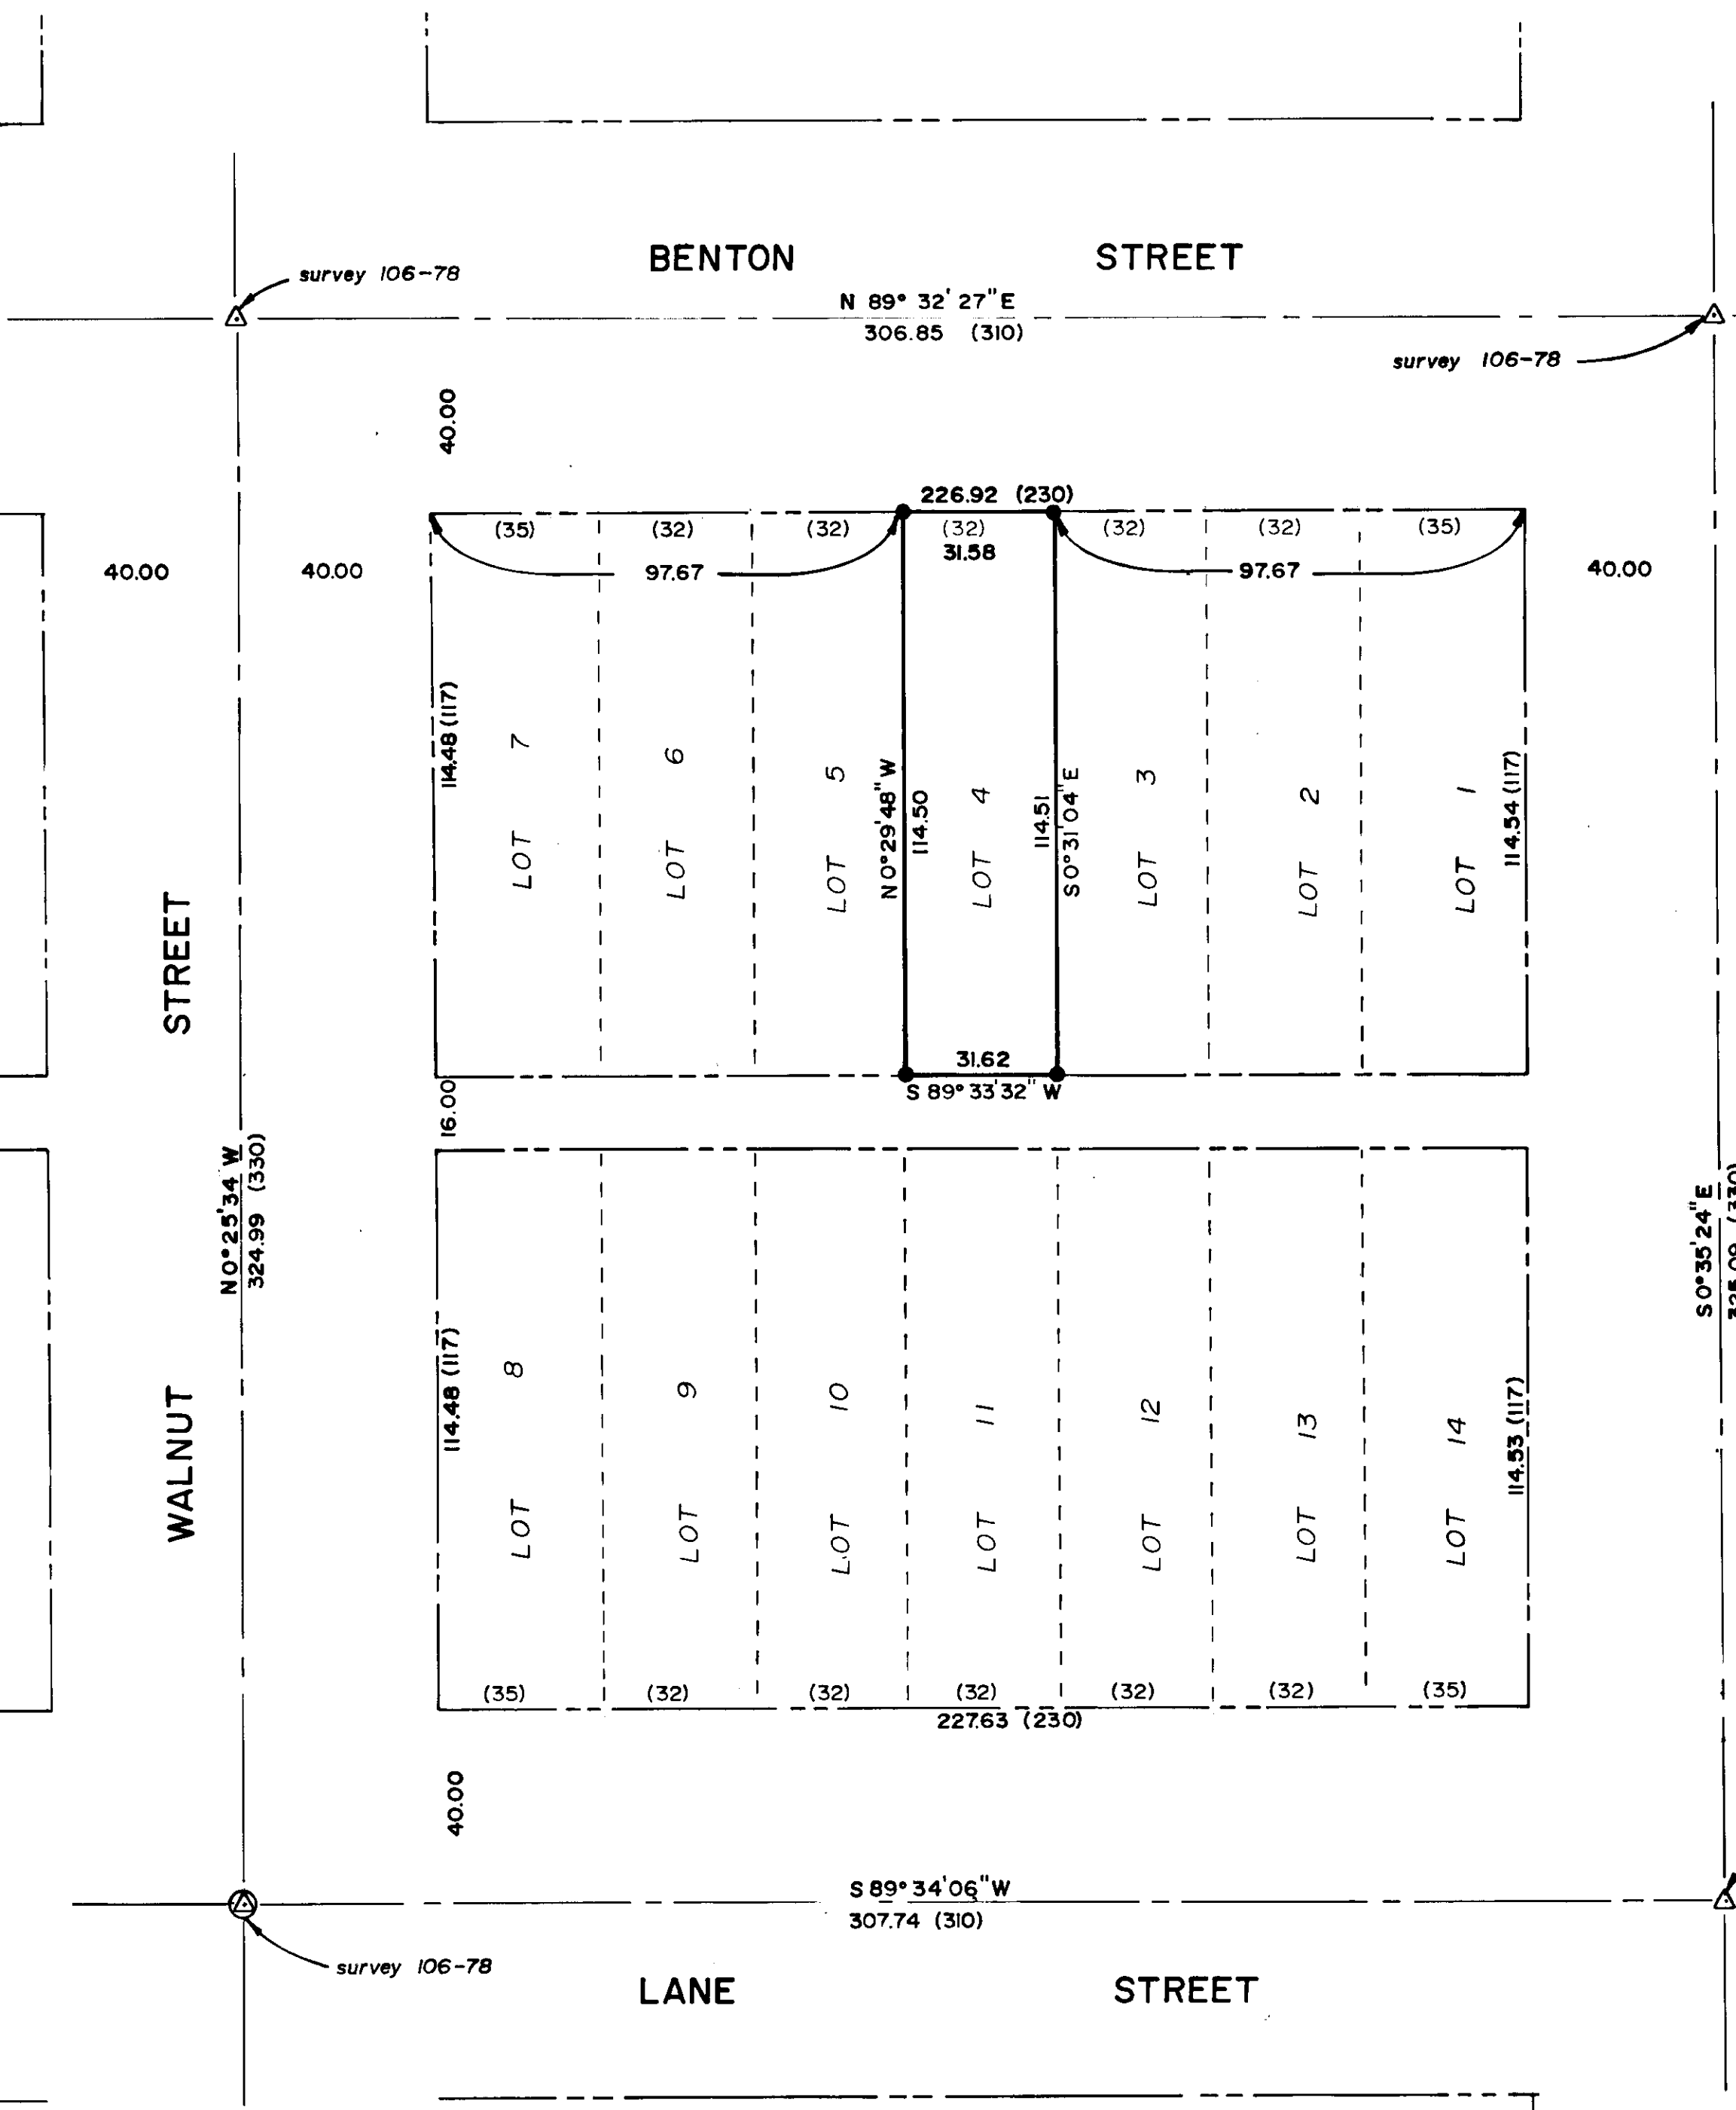 BENTON STREET
survey 106-78
N 89° 32' 27" E
306.85 (310)
survey 106-78
40.00
226.92 (230)
(35) (32) (32) (32) (32) (32) (35)
31.58
40.00 40.00 97.67 97.67 40.00
114.48 (117)
LOT 7
LOT 6
LOT 5
N 0° 29' 48" W
114.50
LOT 4
114.51
S 0° 31' 04" E
LOT 3
LOT 2
LOT 1
114.54 (117)
31.62
S 89° 33' 32" W
16.00
WALNUT STREET
N 0° 25' 34 W
324.99 (330)
S 0° 35' 24" E
325.09 (330)
114.48 (117)
LOT 8
LOT 9
LOT 10
LOT 11
LOT 12
LOT 13
LOT 14
114.53 (117)
(35) (32) (32) (32) (32) (32) (35)
227.63 (230)
40.00
S 89° 34' 06" W
307.74 (310)
survey 106-78
LANE STREET